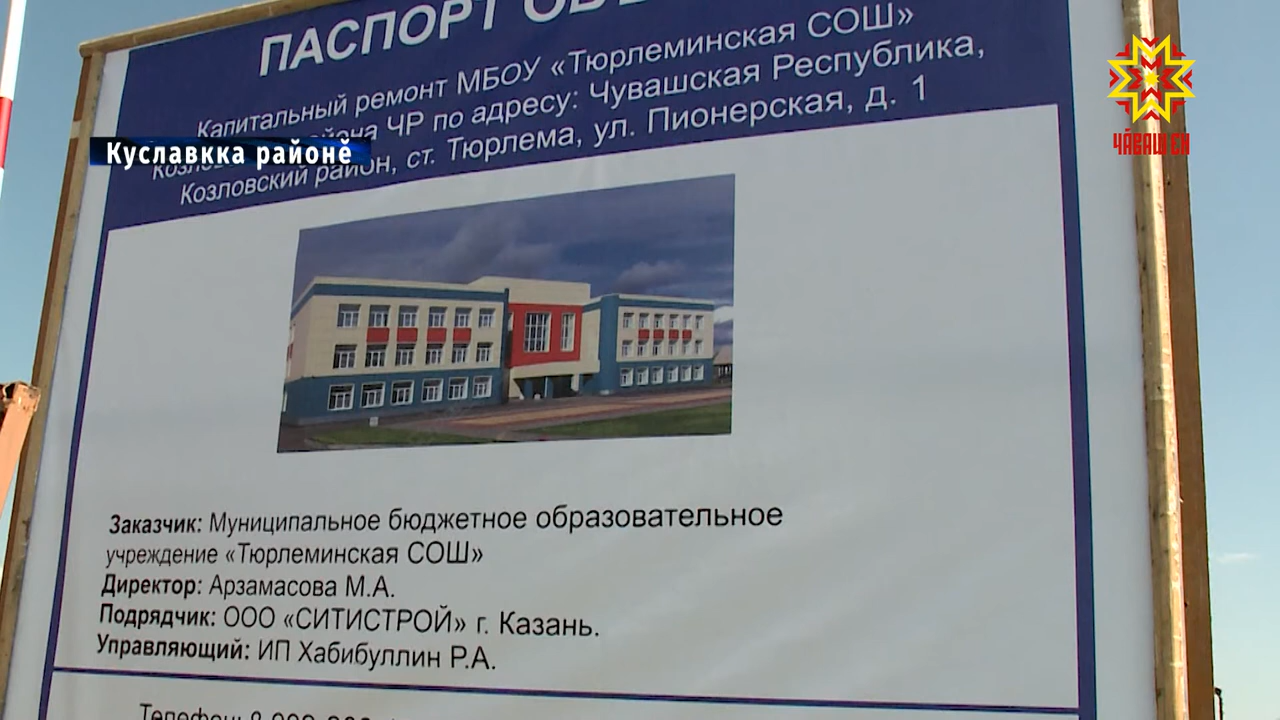 ПАСПОРТ
Капитальный ремонт МБОУ «Тюрлеминская СОШ»
ЧР по адресу: Чувашская Республика,
Козловский район, ст. Тюрлема, ул. Пионерская, д. 1
Куславкка районĕ
ЧĂВАШ ЕН
Заказчик: Муниципальное бюджетное образовательное
учреждение «Тюрлеминская СОШ»
Директор: Арзамасова М.А.
Подрядчик: ООО «СИТИСТРОЙ» г. Казань.
Управляющий: ИП Хабибуллин Р.А.